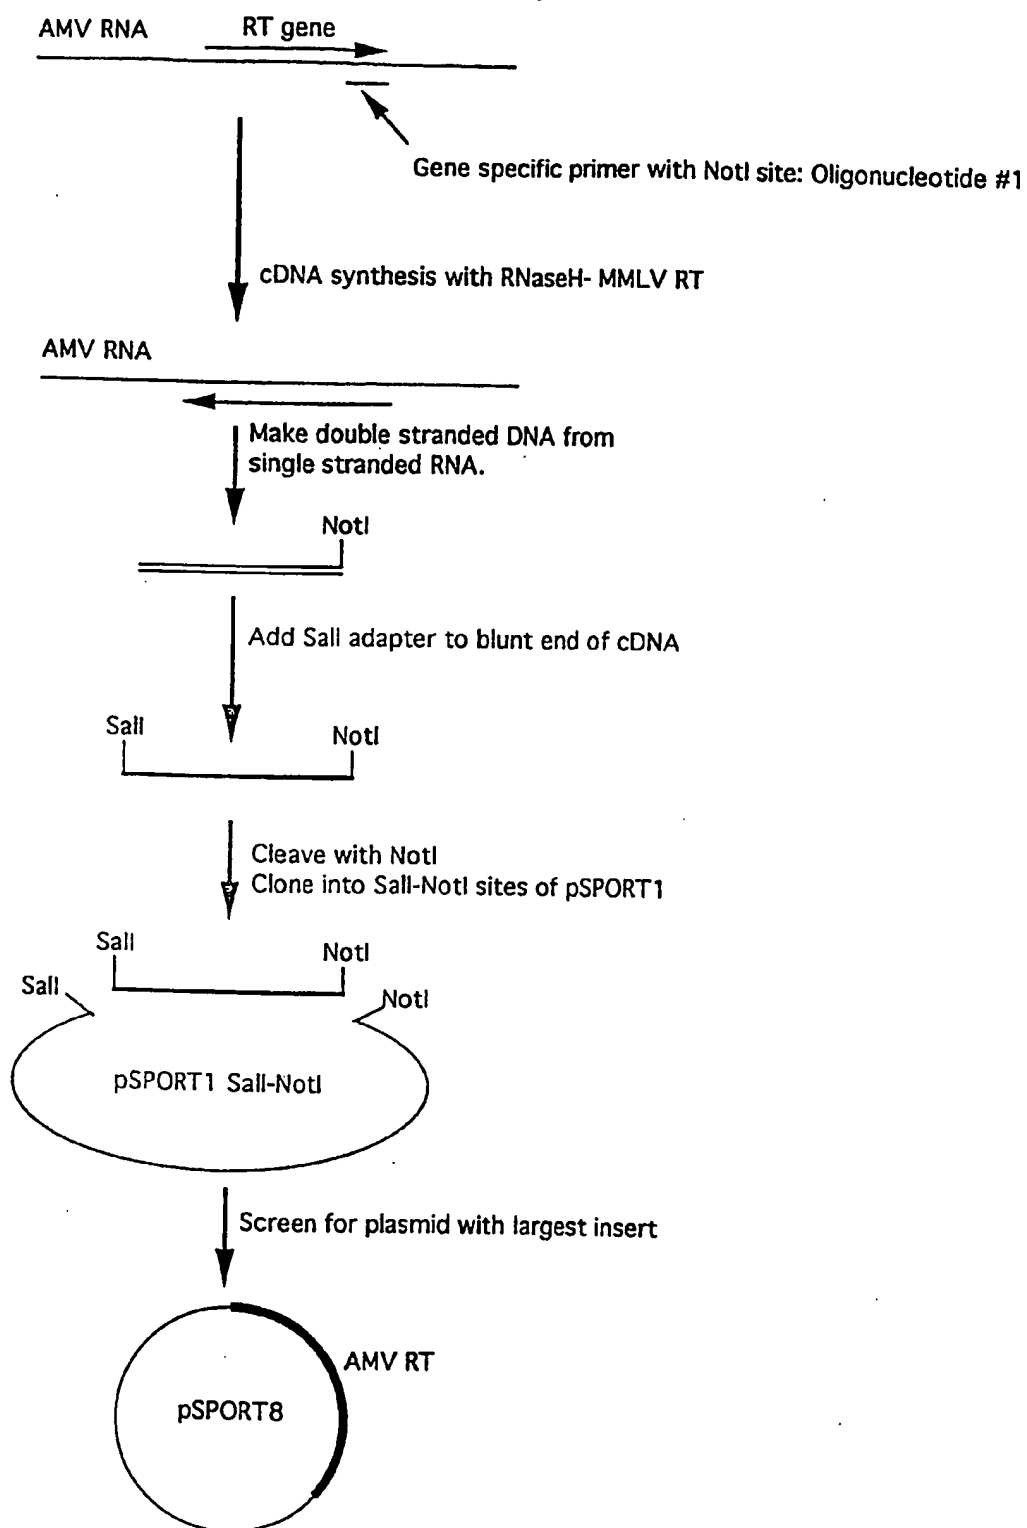 AMV RNA
RT gene
Gene specific primer with NotI site: Oligonucleotide #1
cDNA synthesis with RNaseH- MMLV RT
AMV RNA
Make double stranded DNA from
single stranded RNA.
NotI
Add SalI adapter to blunt end of cDNA
SalI
NotI
Cleave with NotI
Clone into SalI-NotI sites of pSPORT1
SalI
NotI
SalI
NotI
pSPORT1 SalI-NotI
Screen for plasmid with largest insert
AMV RT
pSPORT8